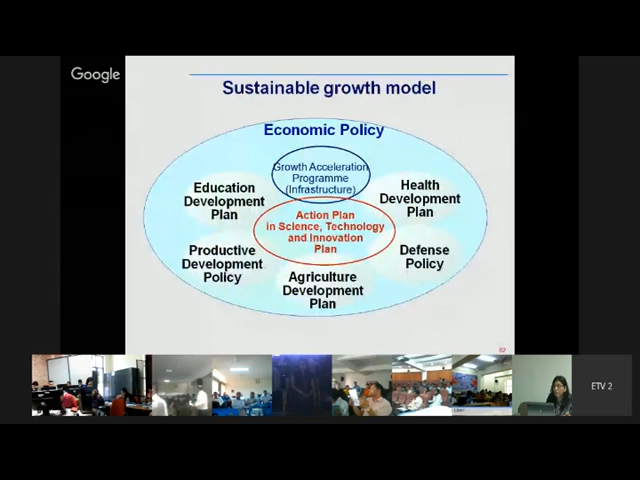 Google
Sustainable growth model
Economic Policy
Growth Acceleration
Programme
(Infrastructure)
Education
Development
Plan
Health
Development
Plan
Action Plan
in Science, Technology
and Innovation
Plan
Productive
Development
Policy
Defense
Policy
Agriculture
Development
Plan
62
ETV 2